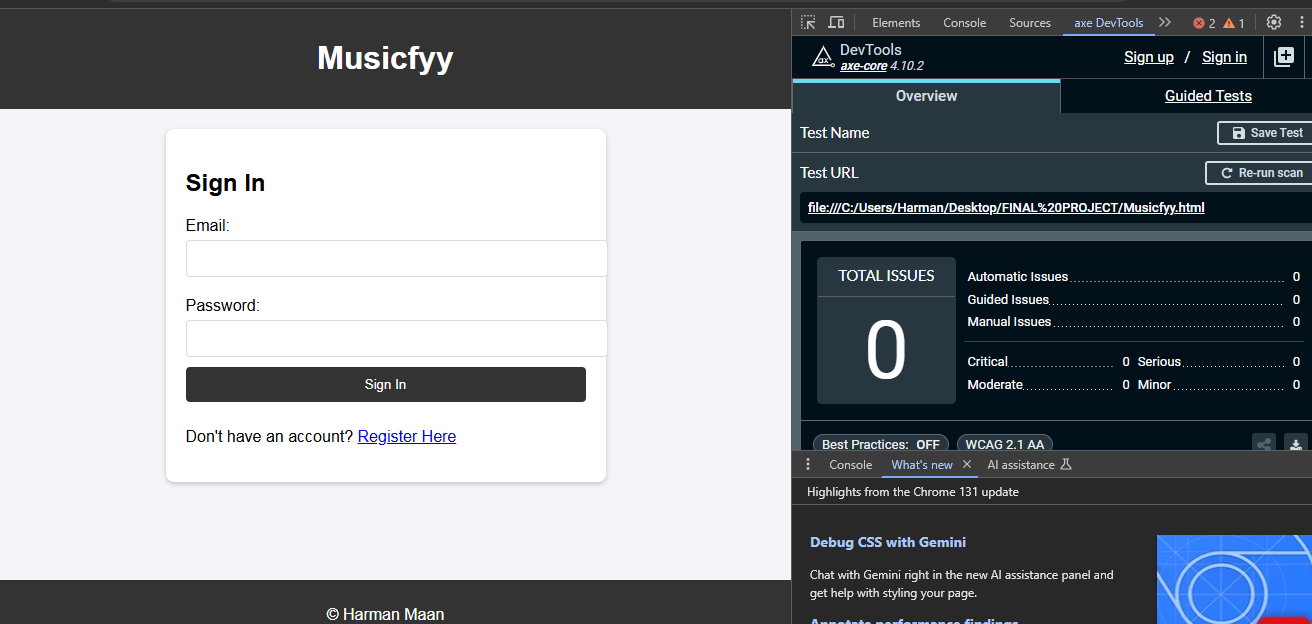 Musicfyy
Sign In
Email:
Password:
Sign In
Don't have an account? Register Here
© Harman Maan
Elements Console Sources axe DevTools 2 1
DevTools
axe-core 4.10.2
Sign up / Sign in
Overview Guided Tests
Test Name Save Test
Test URL Re-run scan
file:///C:/Users/Harman/Desktop/FINAL%20PROJECT/Musicfyy.html
TOTAL ISSUES
0
Automatic Issues 0
Guided Issues 0
Manual Issues 0
Critical 0 Serious 0
Moderate 0 Minor 0
Best Practices: OFF WCAG 2.1 AA
Console What's new AI assistance
Highlights from the Chrome 131 update
Debug CSS with Gemini
Chat with Gemini right in the new AI assistance panel and
get help with styling your page.
Annotate performance findings